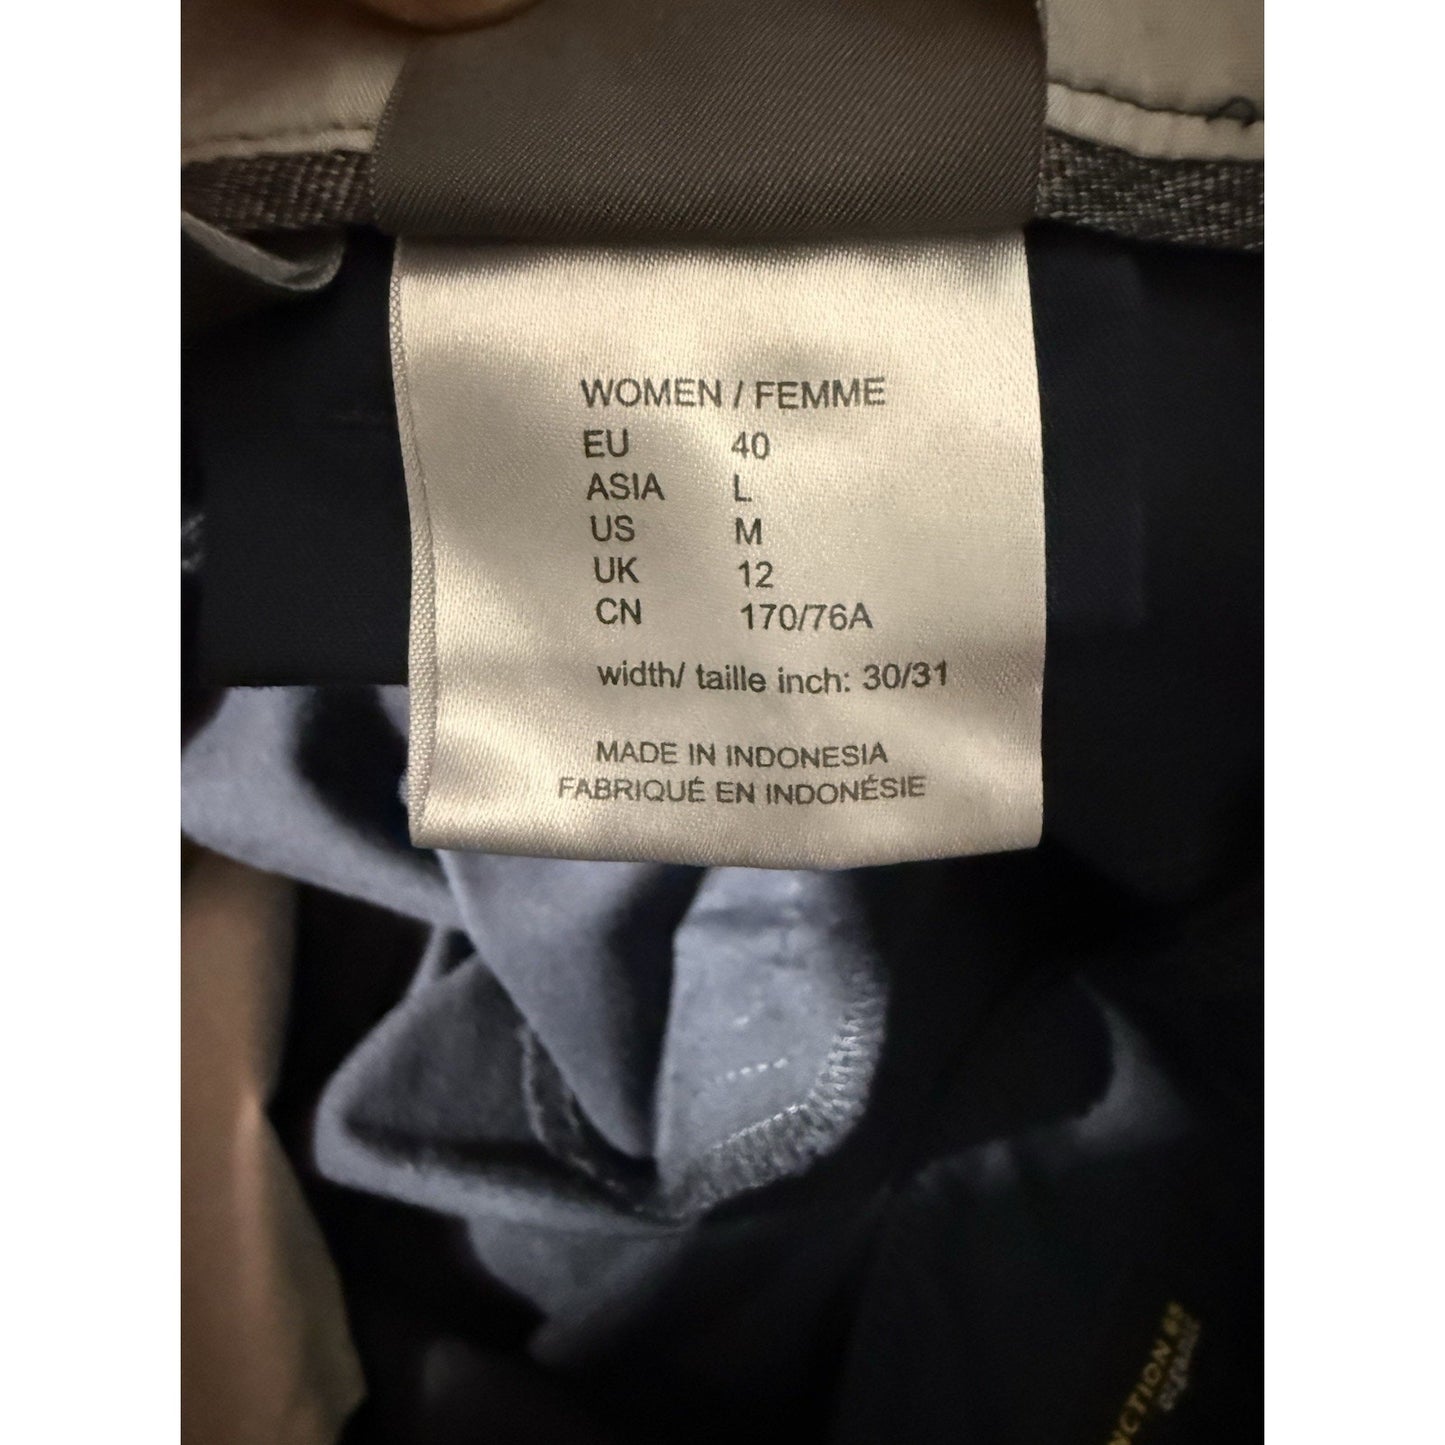 WOMEN / FEMME
EU 40
ASIA L
US M
UK 12
CN 170/76A
width/ taille inch: 30/31
MADE IN INDONESIA
FABRIQUÉ EN INDONÉSIE